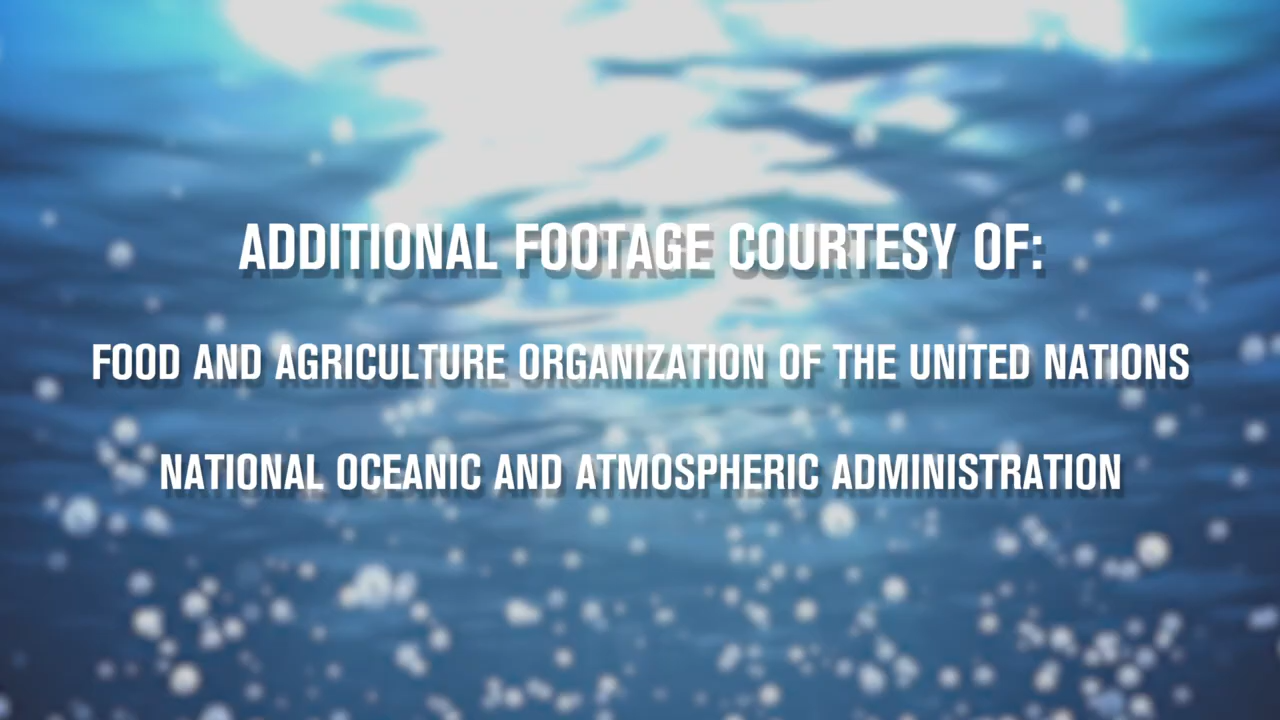 ADDITIONAL FOOTAGE COURTESY OF:
FOOD AND AGRICULTURE ORGANIZATION OF THE UNITED NATIONS
NATIONAL OCEANIC AND ATMOSPHERIC ADMINISTRATION